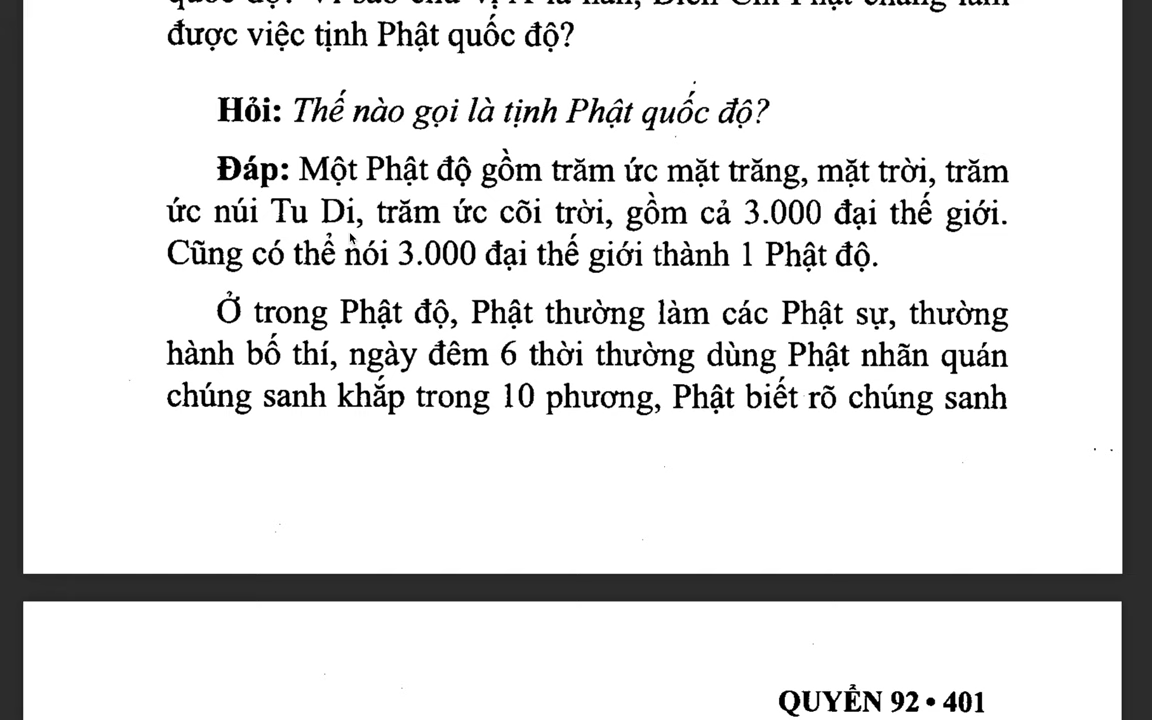 được việc tịnh Phật quốc độ?
Hỏi: Thế nào gọi là tịnh Phật quốc độ?
Đáp: Một Phật độ gồm trăm ức mặt trăng, mặt trời, trăm
ức núi Tu Di, trăm ức cõi trời, gồm cả 3.000 đại thế giới.
Cũng có thể nói 3.000 đại thế giới thành 1 Phật độ.
Ở trong Phật độ, Phật thường làm các Phật sự, thường
hành bố thí, ngày đêm 6 thời thường dùng Phật nhãn quán
chúng sanh khắp trong 10 phương, Phật biết rõ chúng sanh
QUYỂN 92 • 401